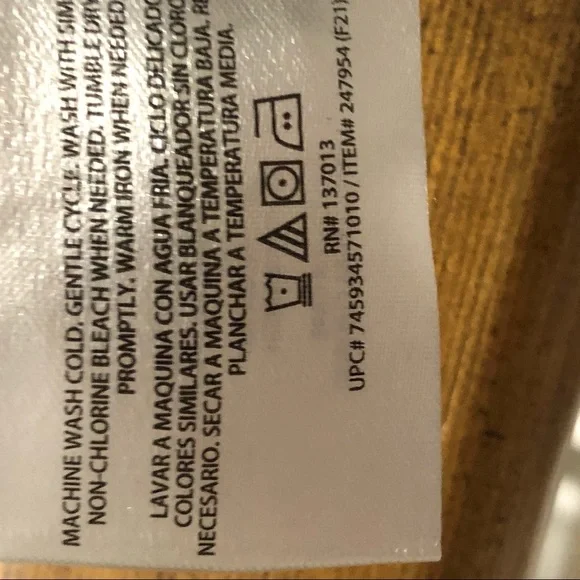 MACHINE WASH COLD. GENTLE CYCLE. WASH WITH
NON-CHLORINE BLEACH WHEN NEEDED. TUMBLE DRY
PROMPTLY. WARM IRON WHEN NEEDED
LAVAR A MAQUINA CON AGUA FRIA. CICLO DELICADO
COLORES SIMILARES. USAR BLANQUEADOR SIN CLORO
NECESARIO. SECAR A MAQUINA A TEMPERATURA BAJA.
PLANCHAR A TEMPERATURA MEDIA.
RN# 137013
UPC# 745934571010 / ITEM# 247954 (F21)